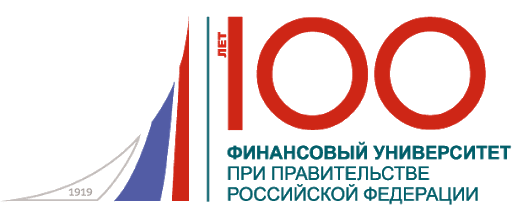 1919
ЛЕТ
100
ФИНАНСОВЫЙ УНИВЕРСИТЕТ
ПРИ ПРАВИТЕЛЬСТВЕ
РОССИЙСКОЙ ФЕДЕРАЦИИ